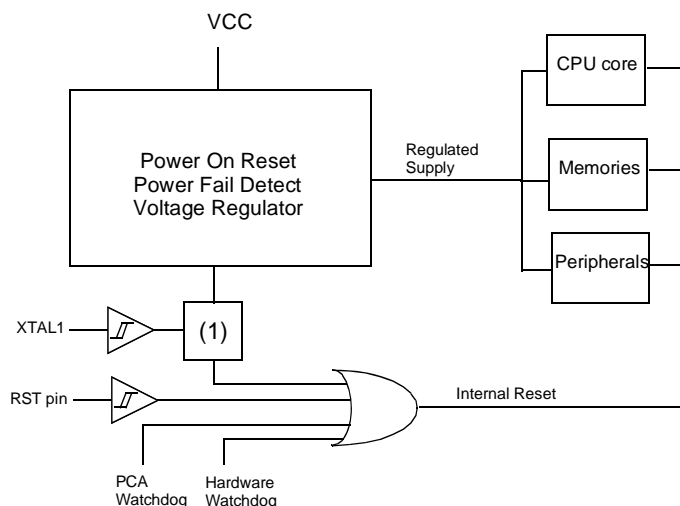 VCC
CPU core
Power On Reset
Power Fail Detect
Voltage Regulator
Regulated
Supply
Memories
Peripherals
XTAL1
(1)
RST pin
Internal Reset
PCA
Watchdog
Hardware
Watchdog